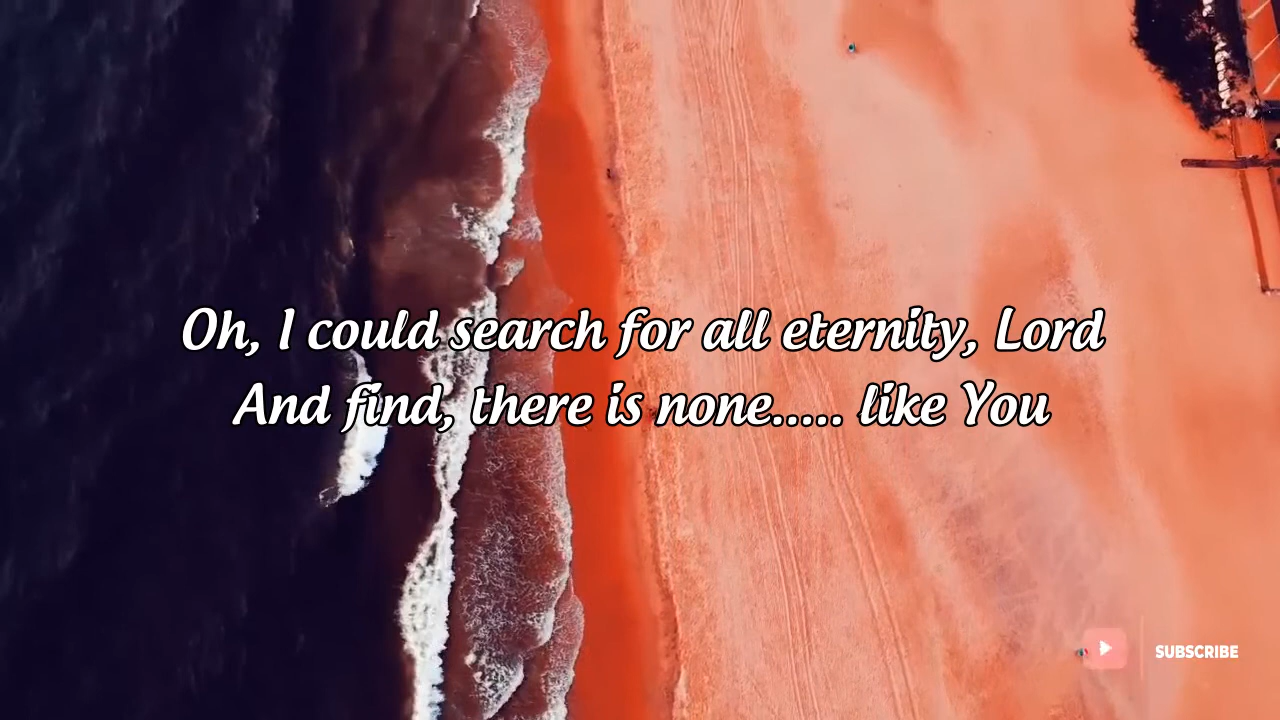 Oh, I could search for all eternity, Lord
And find, there is none..... like You
SUBSCRIBE